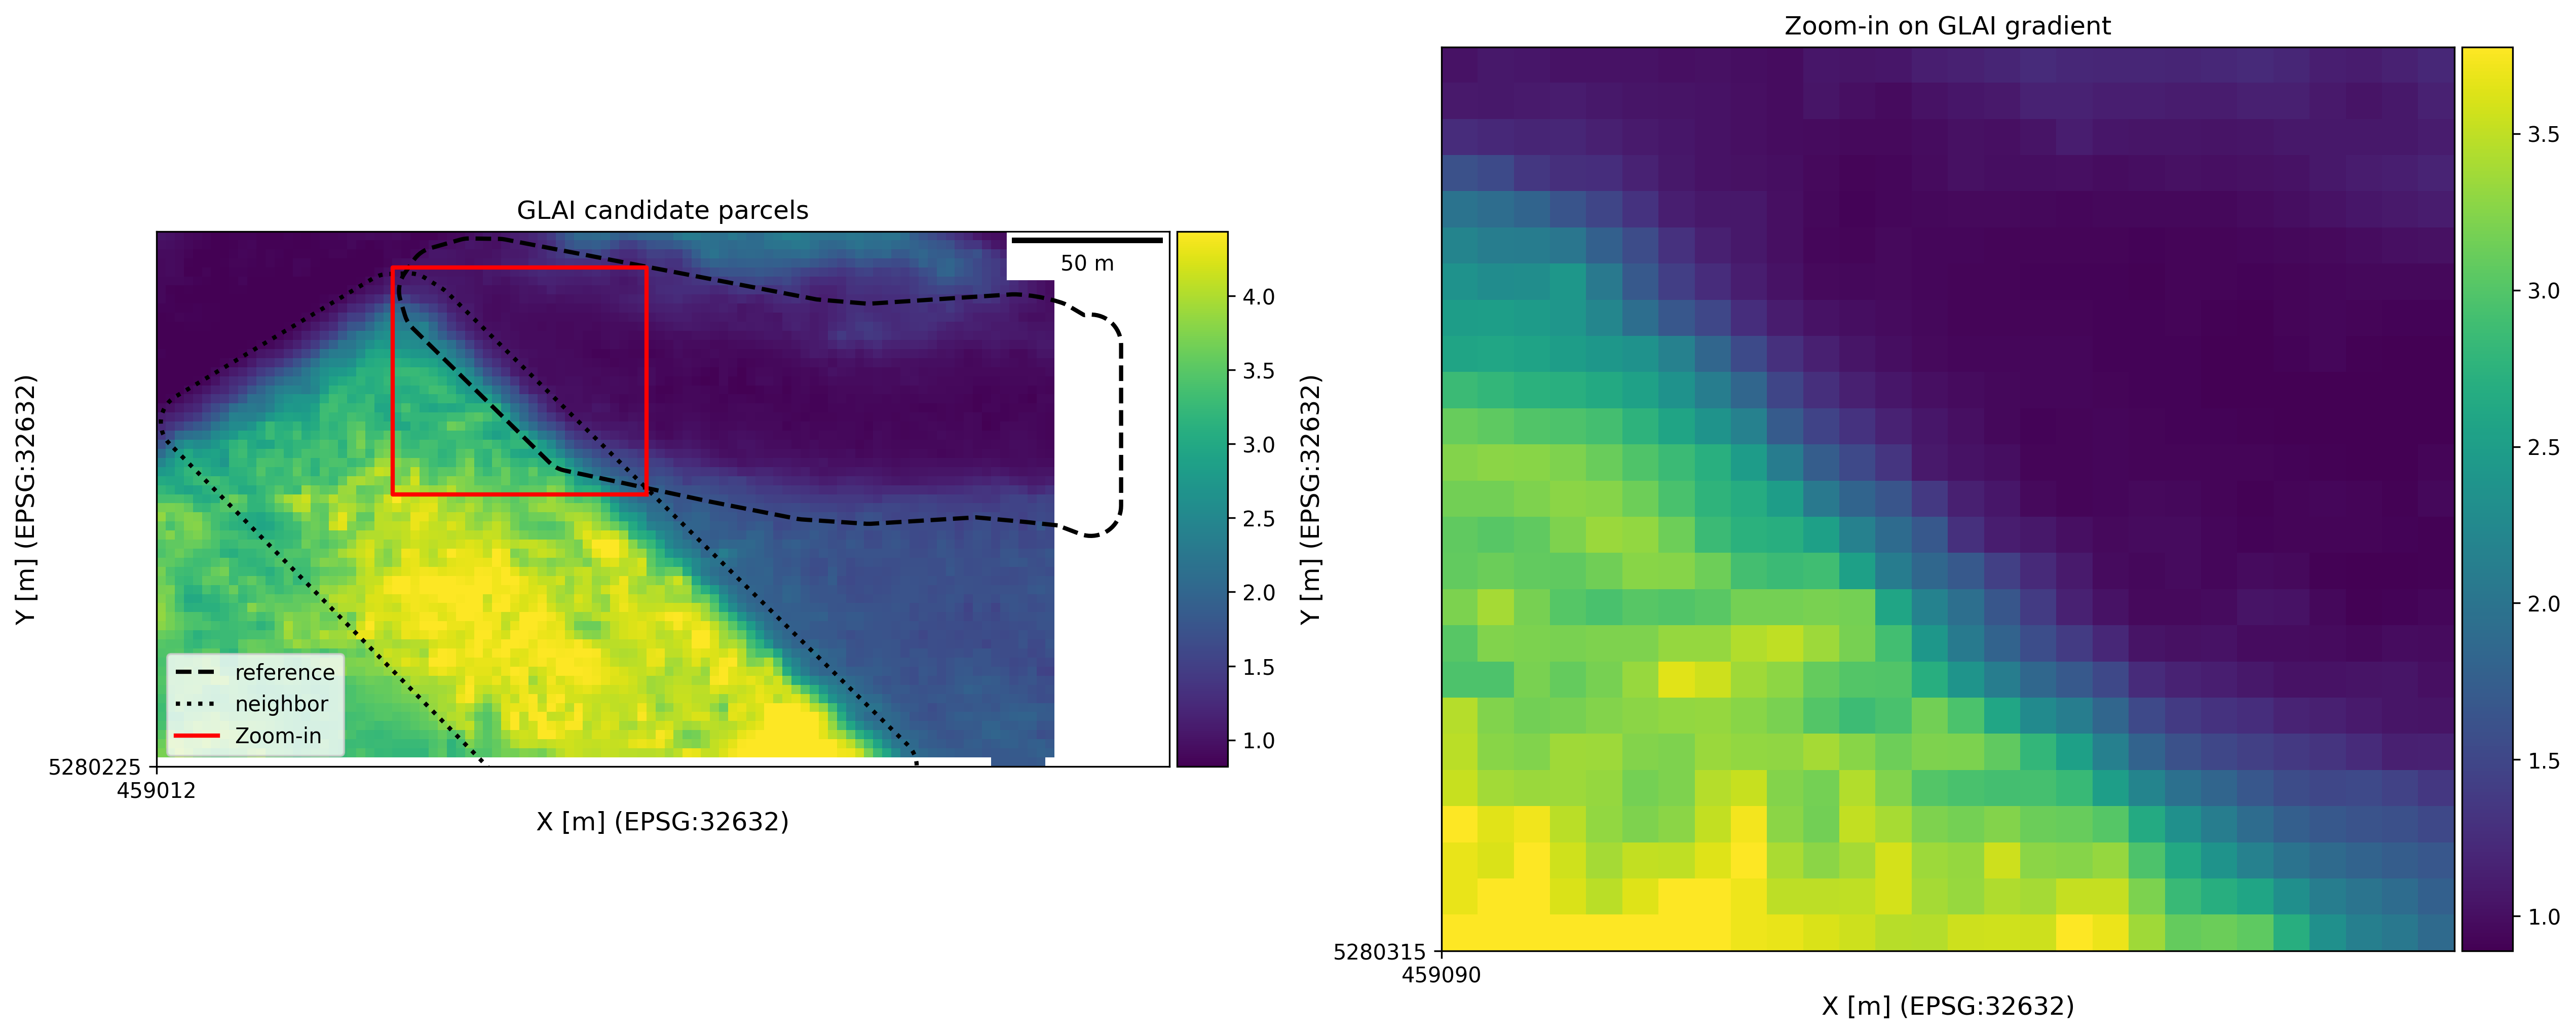 GLAI candidate parcels
50 m
4.0
3.5
3.0
2.5
2.0
1.5
1.0
reference
neighbor
Zoom-in
5280225
459012
X [m] (EPSG:32632)
Y [m] (EPSG:32632)
Zoom-in on GLAI gradient
3.5
3.0
2.5
2.0
1.5
1.0
5280315
459090
X [m] (EPSG:32632)
Y [m] (EPSG:32632)